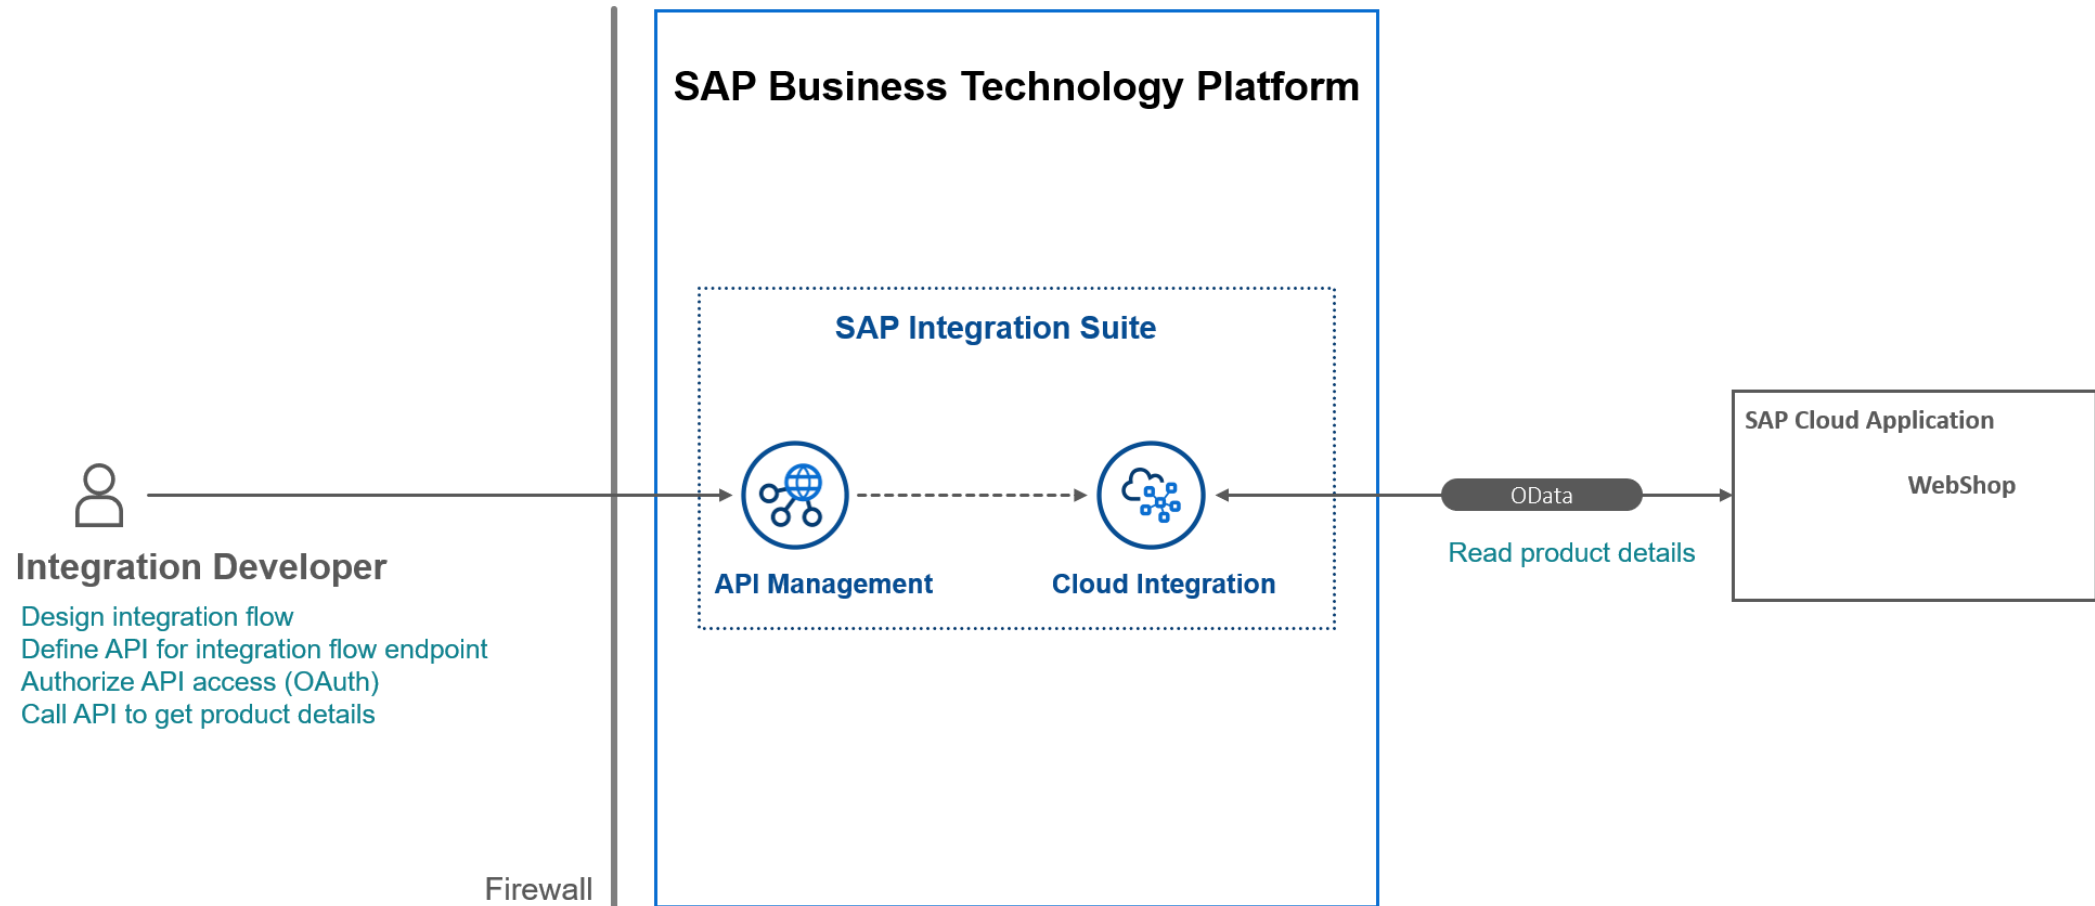 SAP Business Technology Platform
SAP Integration Suite
API Management
Cloud Integration
Integration Developer
Design integration flow
Define API for integration flow endpoint
Authorize API access (OAuth)
Call API to get product details
Firewall
OData
Read product details
SAP Cloud Application
WebShop